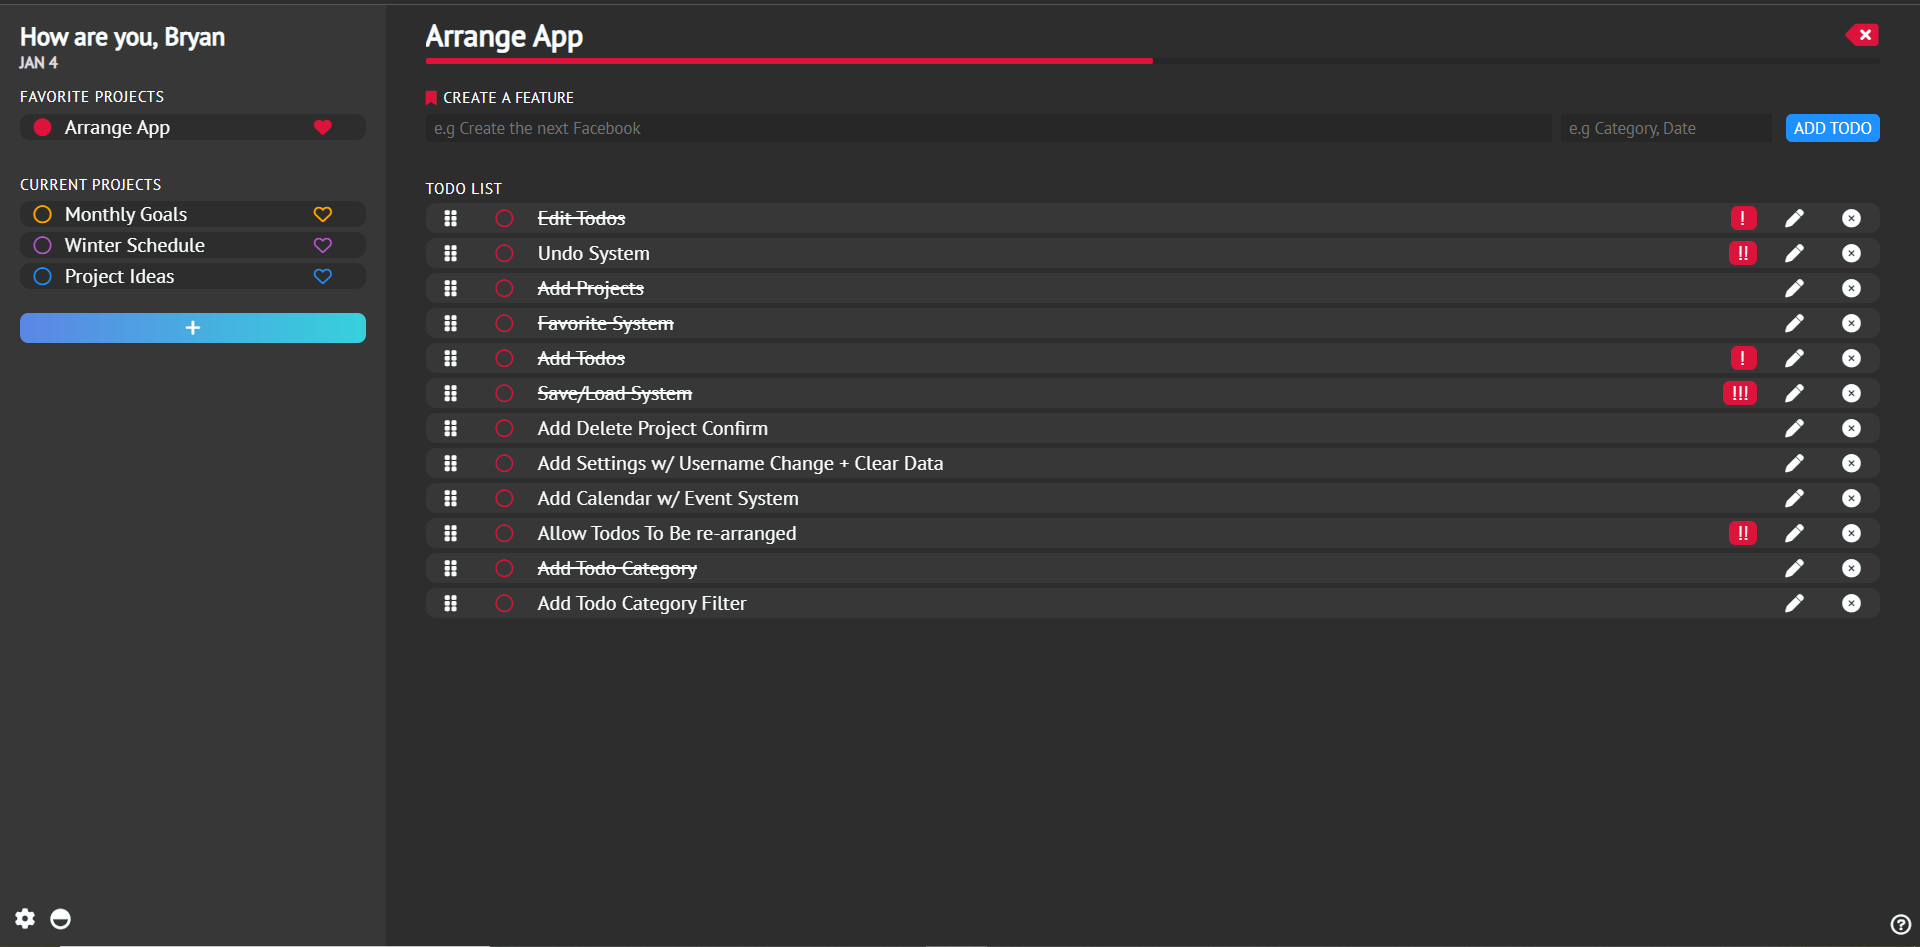 How are you, Bryan
JAN 4
FAVORITE PROJECTS
Arrange App
CURRENT PROJECTS
Monthly Goals
Winter Schedule
Project Ideas
+
Arrange App
CREATE A FEATURE
e.g Create the next Facebook
e.g Category, Date
ADD TODO
TODO LIST
Edit Todos !
Undo System !!
Add Projects
Favorite System
Add Todos !
Save/Load System !!!
Add Delete Project Confirm
Add Settings w/ Username Change + Clear Data
Add Calendar w/ Event System
Allow Todos To Be re-arranged !!
Add Todo Category
Add Todo Category Filter